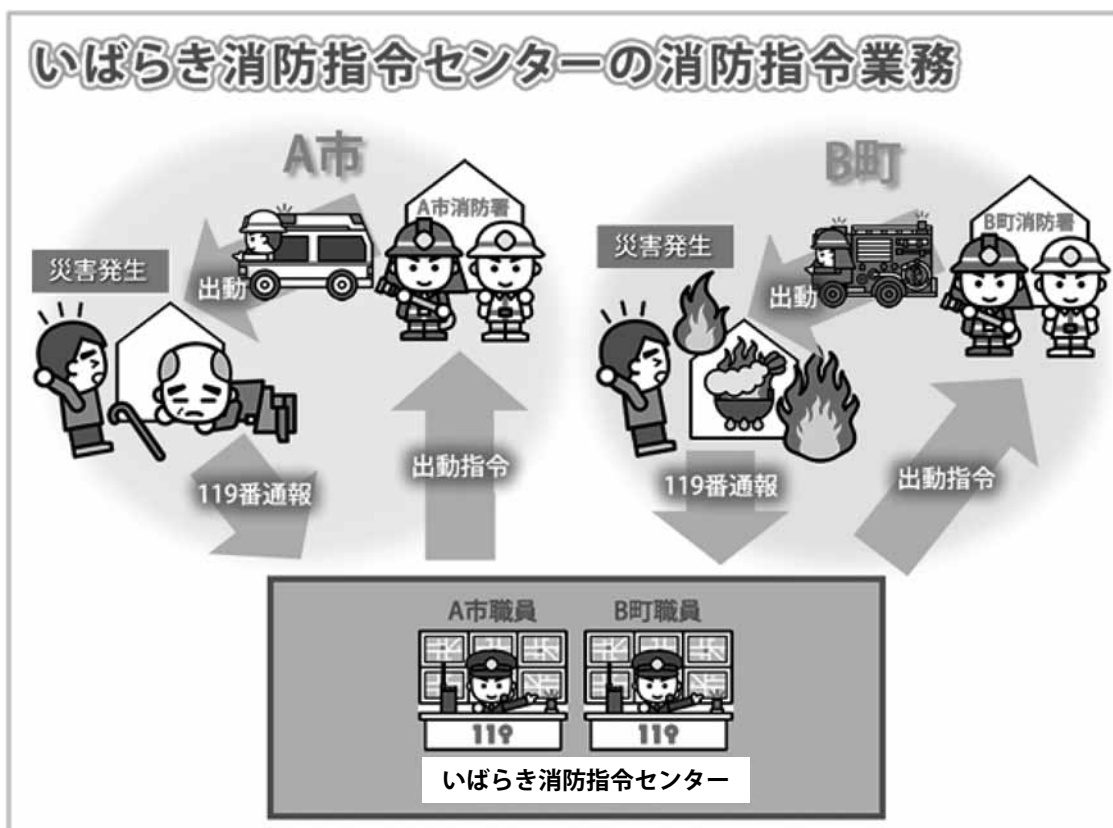 いばらき消防指令センターの消防指令業務
A市
A市消防署
災害発生
出動
119番通報
出動指令
B町
B町消防署
災害発生
出動
119番通報
出動指令
A市職員
B町職員
119
119
いばらき消防指令センター